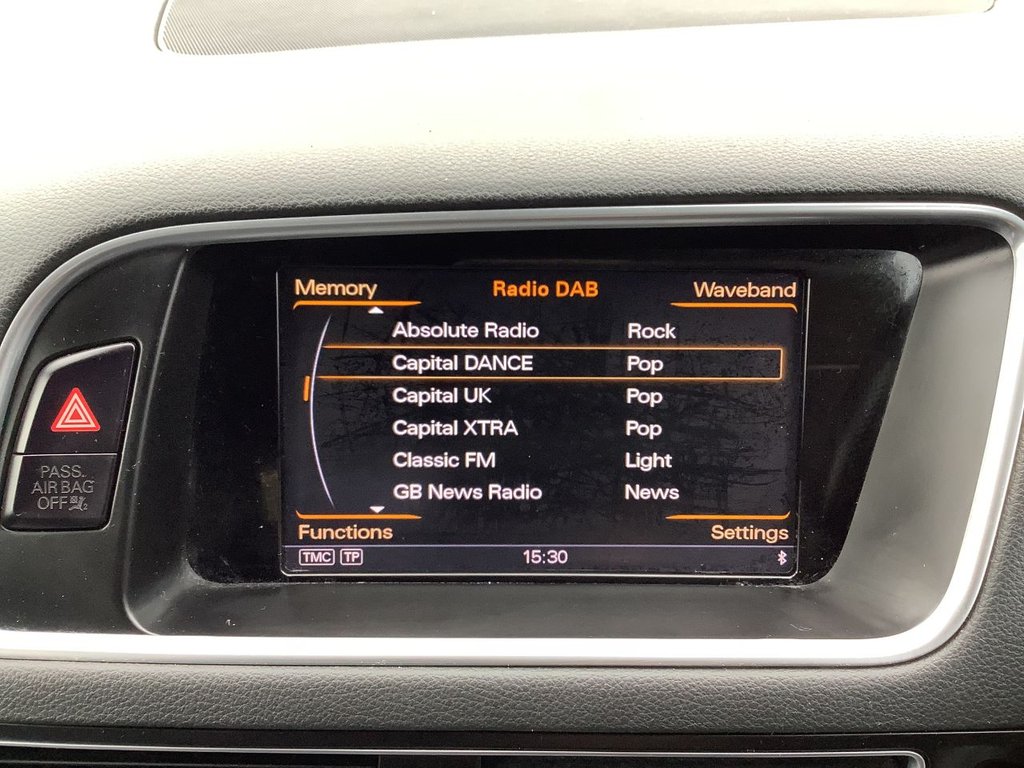 Memory Radio DAB Waveband
Absolute Radio Rock
Capital DANCE Pop
Capital UK Pop
Capital XTRA Pop
Classic FM Light
GB News Radio News
Functions Settings
TMC TP 15:30
PASS.
AIR BAG
OFF